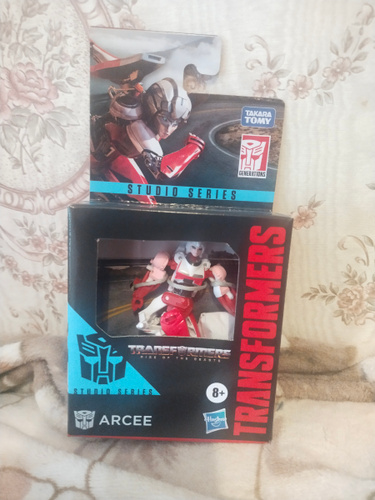 TAKARA
TOMY
GENERATIONS
STUDIO SERIES
TRANSFORMERS
TRANSFORMERS
RISE OF THE BEASTS
STUDIO SERIES
8+
ARCEE
Hasbro